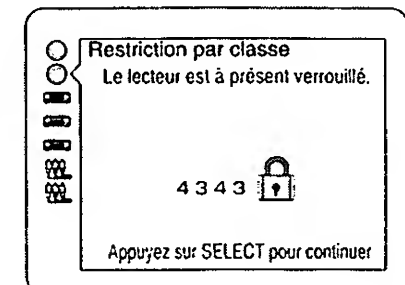 Restriction par classe
Le lecteur est à présent verrouillé.
4343
Appuyez sur SELECT pour continuer